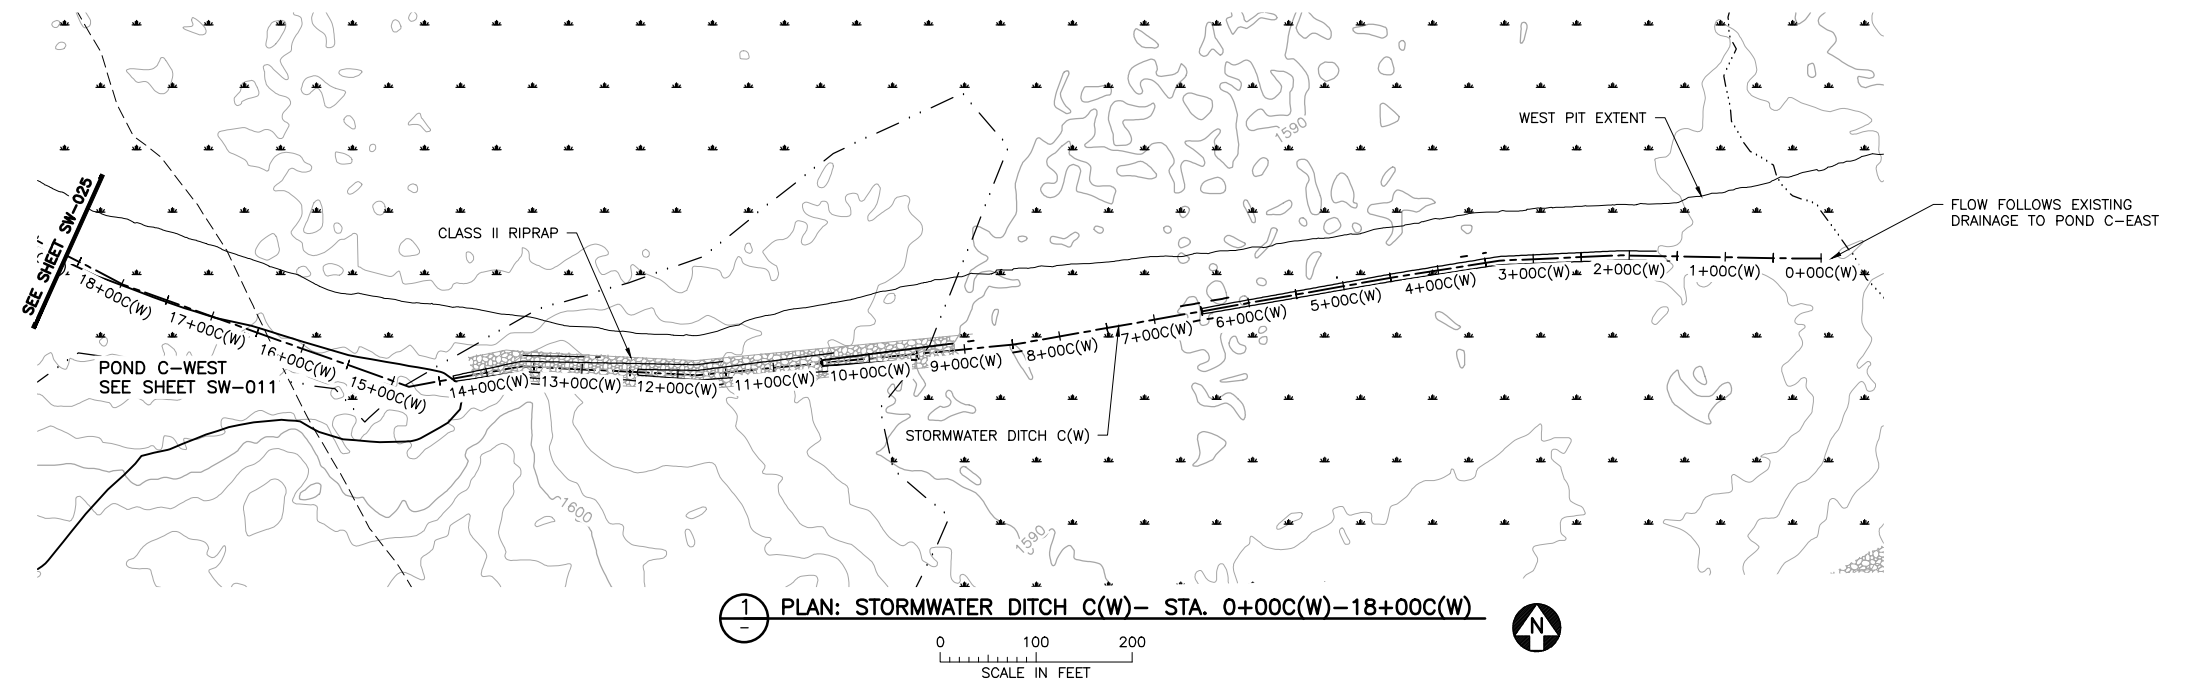 1590
WEST PIT EXTENT
SEE SHEET SW-025
FLOW FOLLOWS EXISTING
DRAINAGE TO POND C-EAST
CLASS II RIPRAP
18+00C(W)
17+00C(W)
16+00C(W)
15+00C(W)
14+00C(W)
13+00C(W)
12+00C(W)
11+00C(W)
10+00C(W)
9+00C(W)
8+00C(W)
7+00C(W)
6+00C(W)
5+00C(W)
4+00C(W)
3+00C(W)
2+00C(W)
1+00C(W)
0+00C(W)
POND C-WEST
SEE SHEET SW-011
STORMWATER DITCH C(W)
1600
1590
1
-
PLAN: STORMWATER DITCH C(W)- STA. 0+00C(W)-18+00C(W)
N
0 100 200
SCALE IN FEET